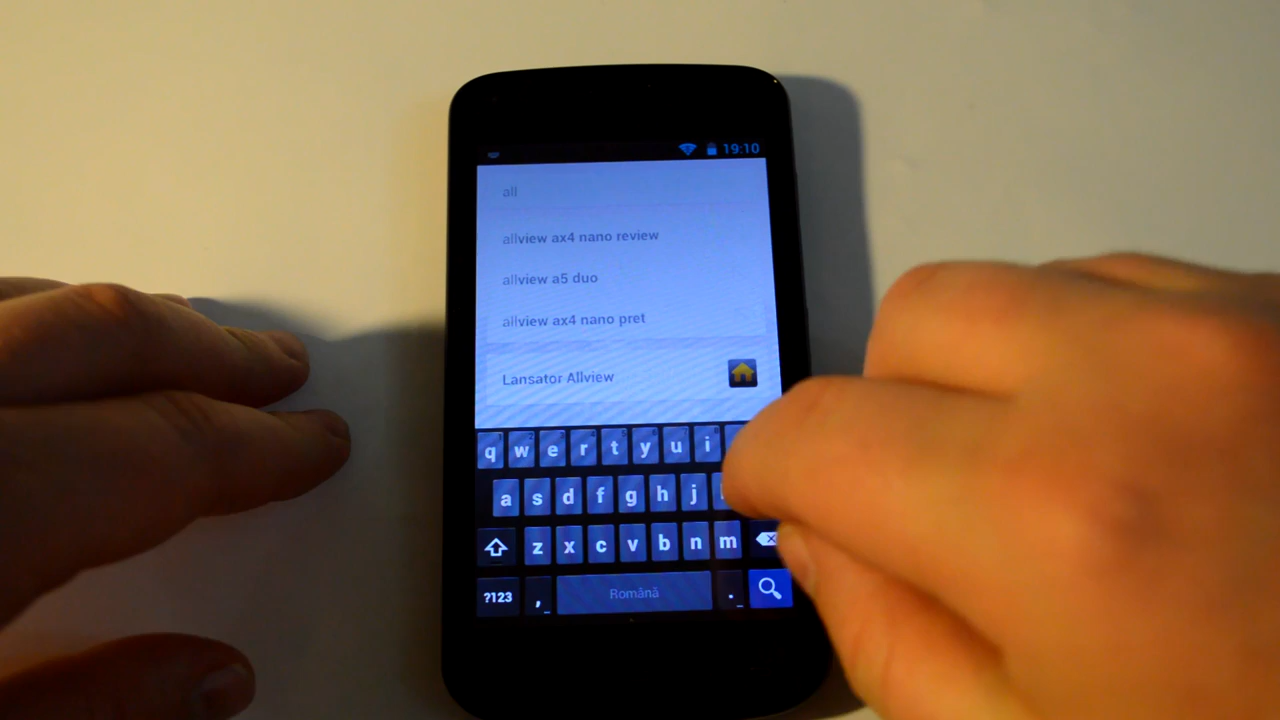 19:10
all
allview ax4 nano review
allview a5 duo
allview ax4 nano pret
Lansator Allview
q w e r t y u i
a s d f g h j
z x c v b n m
?123 , Română .